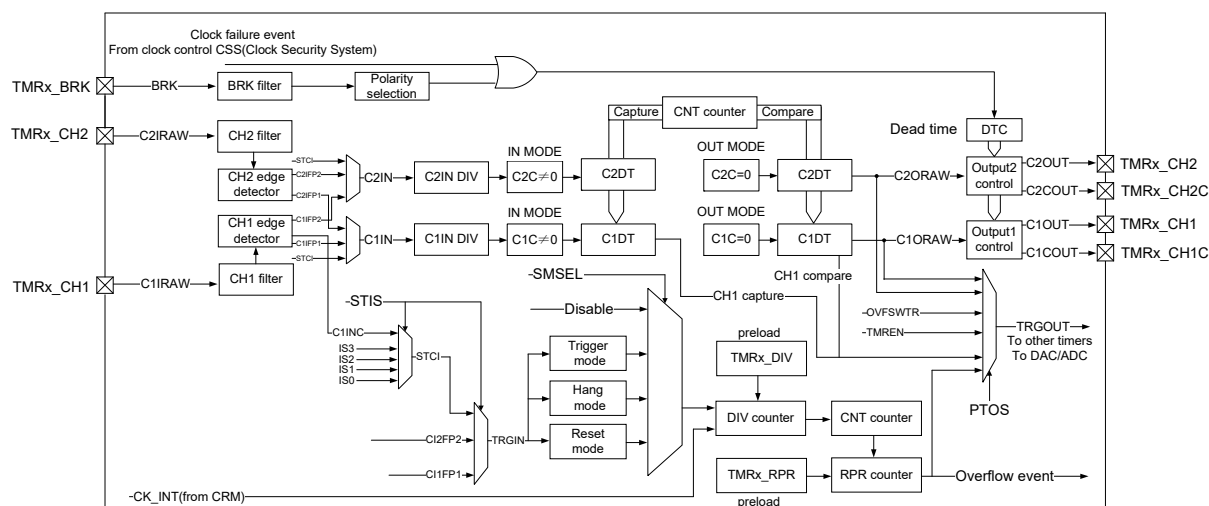 Clock failure event
From clock control CSS(Clock Security System)
TMRx_BRK
BRK
BRK filter
Polarity
selection
TMRx_CH2
C2IRAW
CH2 filter
CH2 edge
detector
STCI
C2IFP2
C2IFP1
C2IN
C2IN DIV
IN MODE
C2C≠0
C2DT
Capture
CNT counter
Compare
OUT MODE
C2C=0
C2DT
C2ORAW
Dead time
DTC
Output2
control
C2OUT
TMRx_CH2
C2COUT
TMRx_CH2C
CH1 edge
detector
C1IFP2
C1IFP1
STCI
C1IN
C1IN DIV
IN MODE
C1C≠0
C1DT
OUT MODE
C1C=0
C1DT
C1ORAW
Output1
control
C1OUT
TMRx_CH1
C1COUT
TMRx_CH1C
TMRx_CH1
C1IRAW
CH1 filter
CH1 compare
CH1 capture
SMSEL
STIS
Disable
C1INC
IS3
IS2
IS1
IS0
STCI
Trigger
mode
Hang
mode
Reset
mode
CI2FP2
CI1FP1
TRGIN
preload
TMRx_DIV
DIV counter
CNT counter
TMRx_RPR
preload
RPR counter
Overflow event
OVFSWTR
TMREN
PTOS
TRGOUT
To other timers
To DAC/ADC
CK_INT(from CRM)